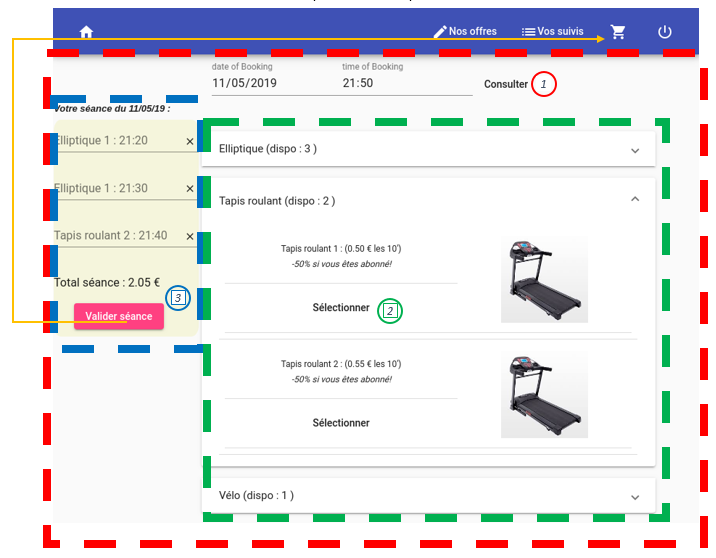 Nos offres
Vos suivis
date of Booking
time of Booking
11/05/2019
21:50
Consulter
1
Votre séance du 11/05/19 :
Elliptique 1 : 21:20 ×
Elliptique 1 : 21:30 ×
Tapis roulant 2 : 21:40 ×
Total séance : 2.05 €
3
Valider séance
Elliptique (dispo : 3 )
Tapis roulant (dispo : 2 )
Tapis roulant 1 : (0.50 € les 10')
-50% si vous êtes abonné!
Sélectionner
2
Tapis roulant 2 : (0.55 € les 10')
-50% si vous êtes abonné!
Sélectionner
Vélo (dispo : 1 )